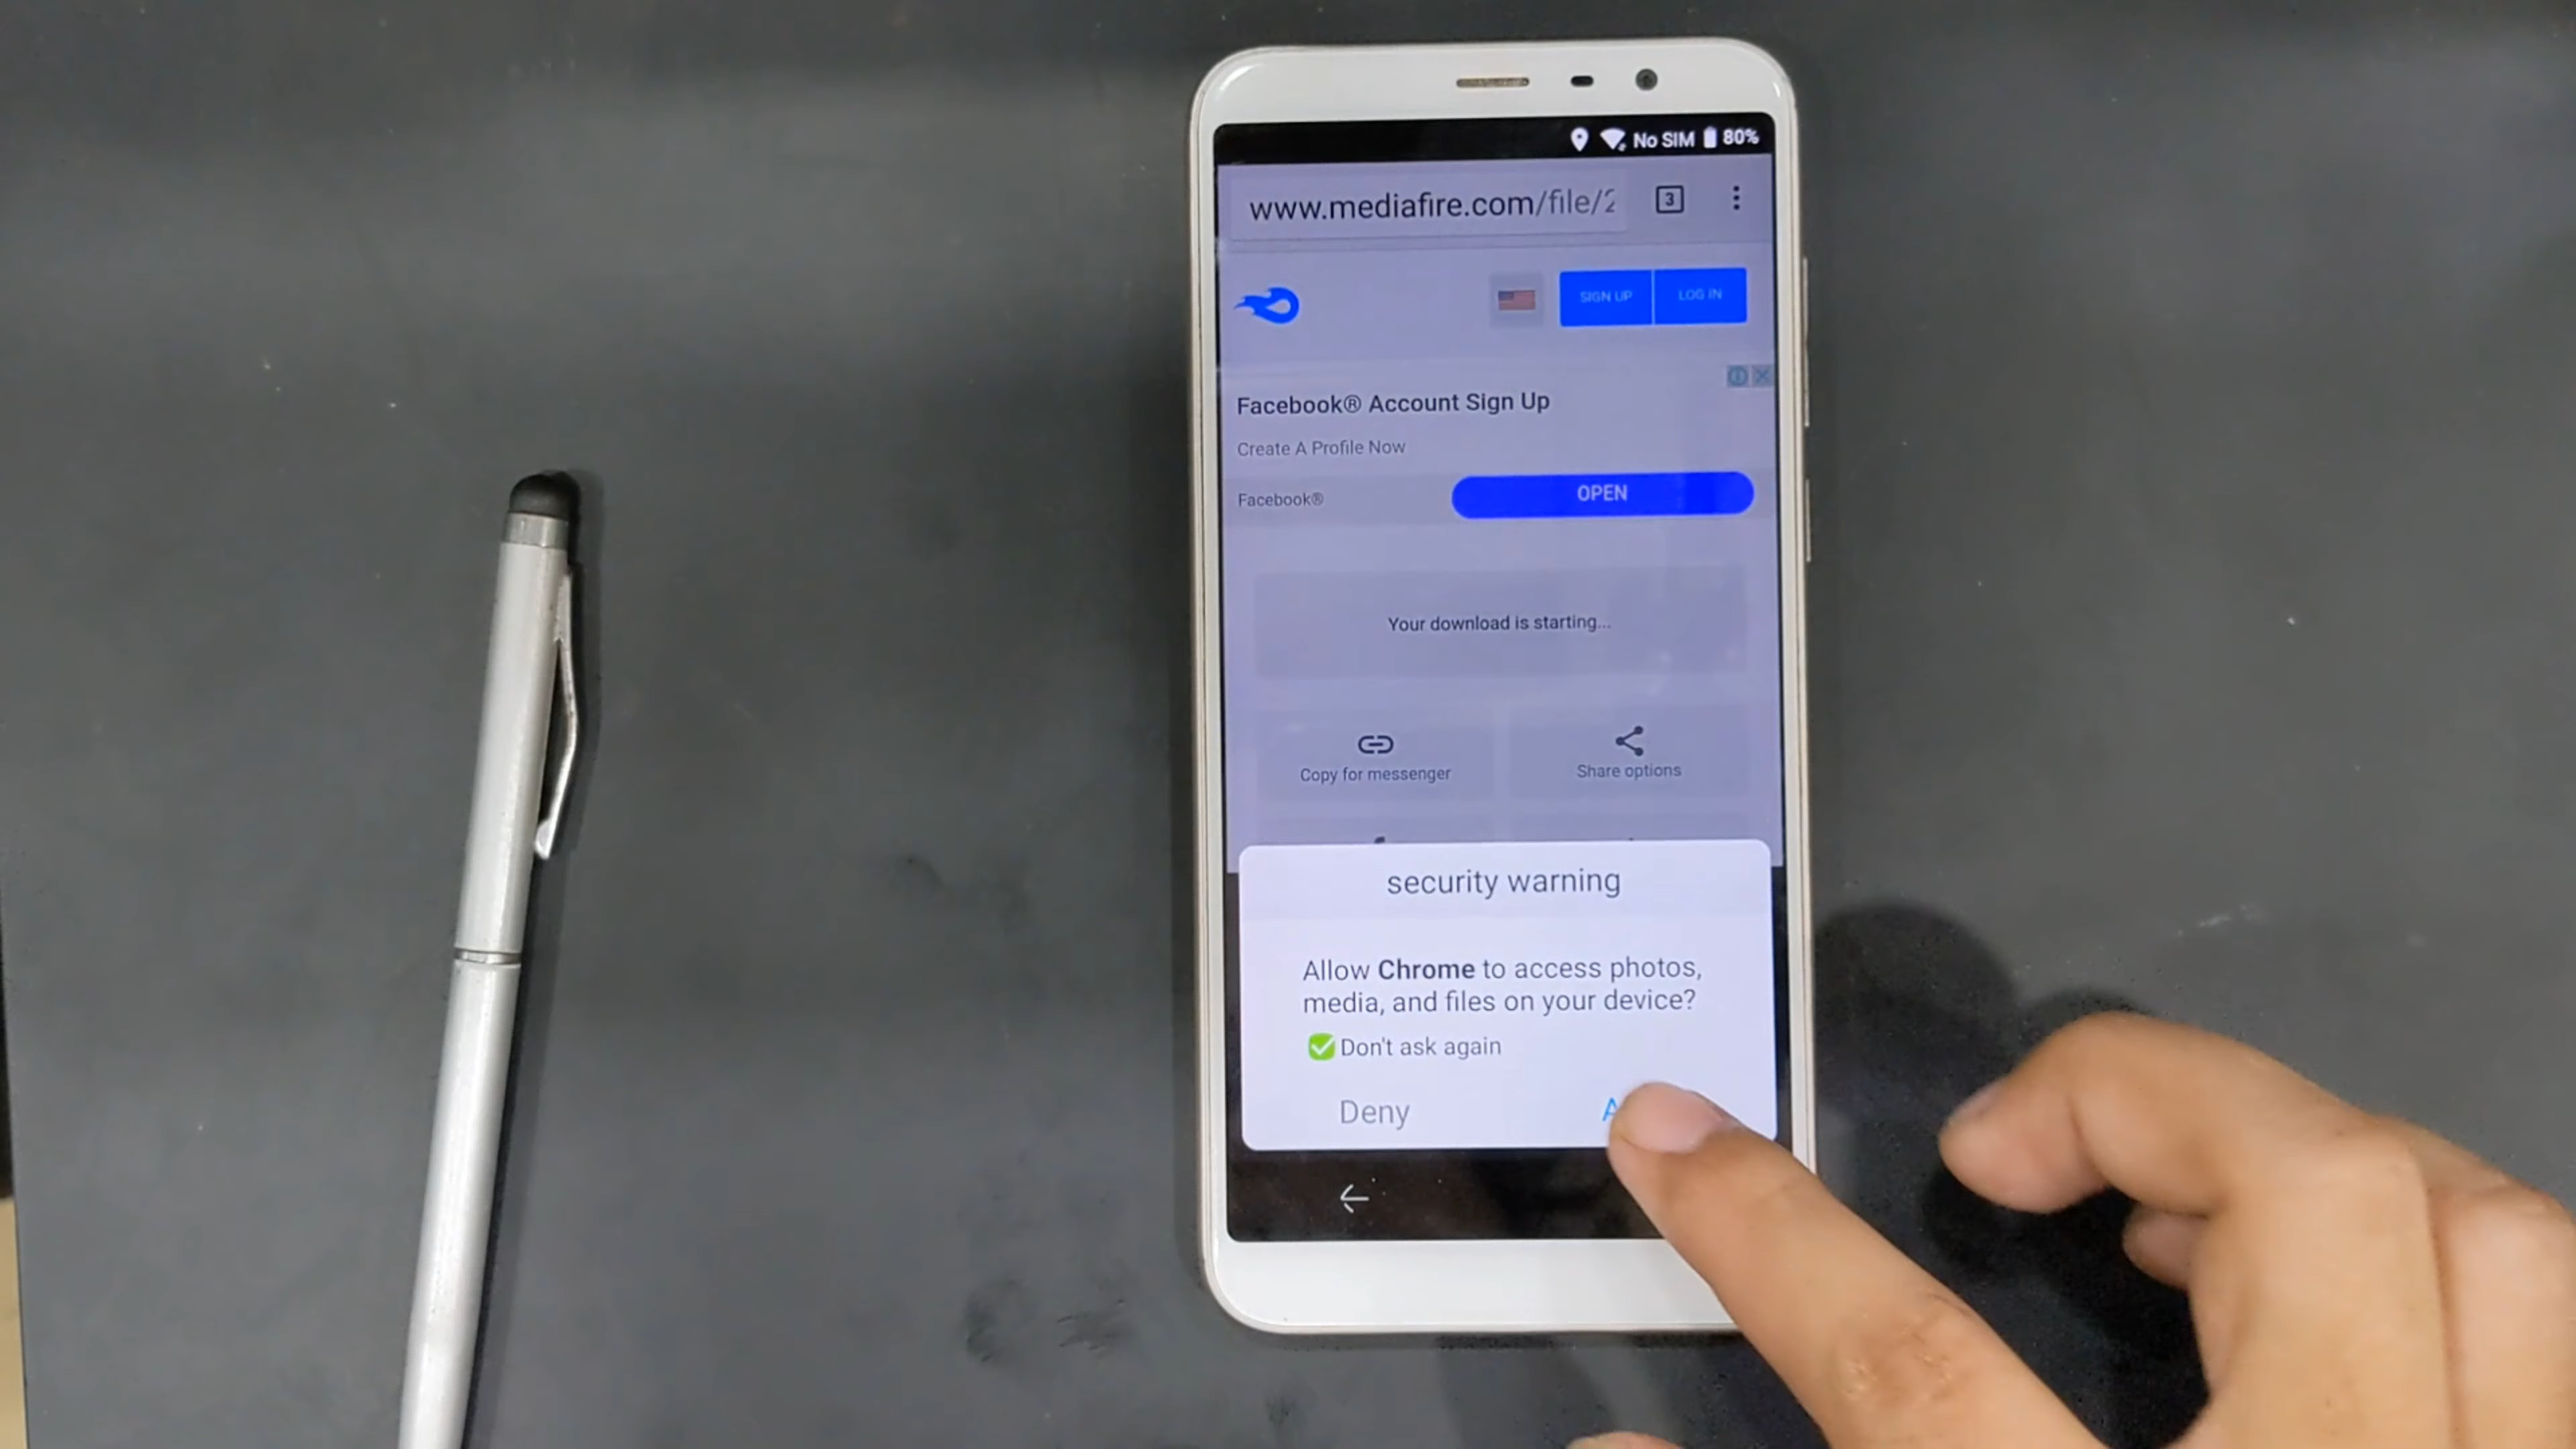 No SIM 80%
www.mediafire.com/file/2
3
SIGN UP LOG IN
Facebook® Account Sign Up
Create A Profile Now
Facebook® OPEN
Your download is starting...
Copy for messenger Share options
security warning
Allow Chrome to access photos,
media, and files on your device?
Don't ask again
Deny A